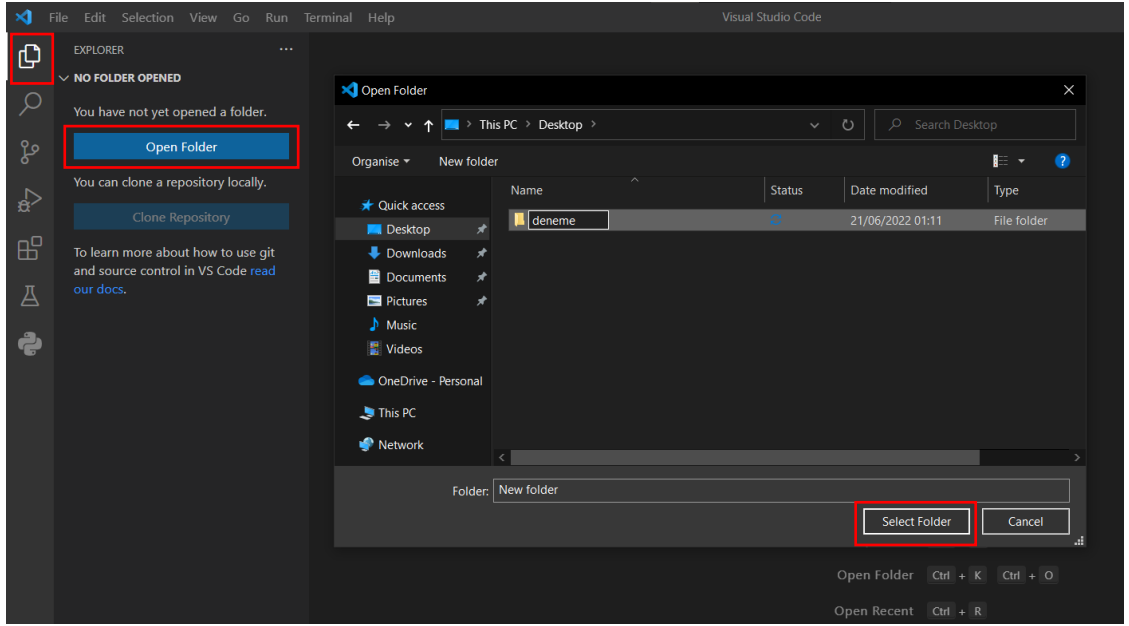 File Edit Selection View Go Run Terminal Help Visual Studio Code
EXPLORER ...
NO FOLDER OPENED
You have not yet opened a folder.
Open Folder
You can clone a repository locally.
Clone Repository
To learn more about how to use git
and source control in VS Code read
our docs.
Open Folder
This PC > Desktop >
Search Desktop
Organise New folder
?
Name Status Date modified Type
Quick access
Desktop
Downloads
Documents
Pictures
Music
Videos
OneDrive - Personal
This PC
Network
deneme 21/06/2022 01:11 File folder
Folder: New folder
Select Folder Cancel
Open Folder Ctrl + K Ctrl + O
Open Recent Ctrl + R